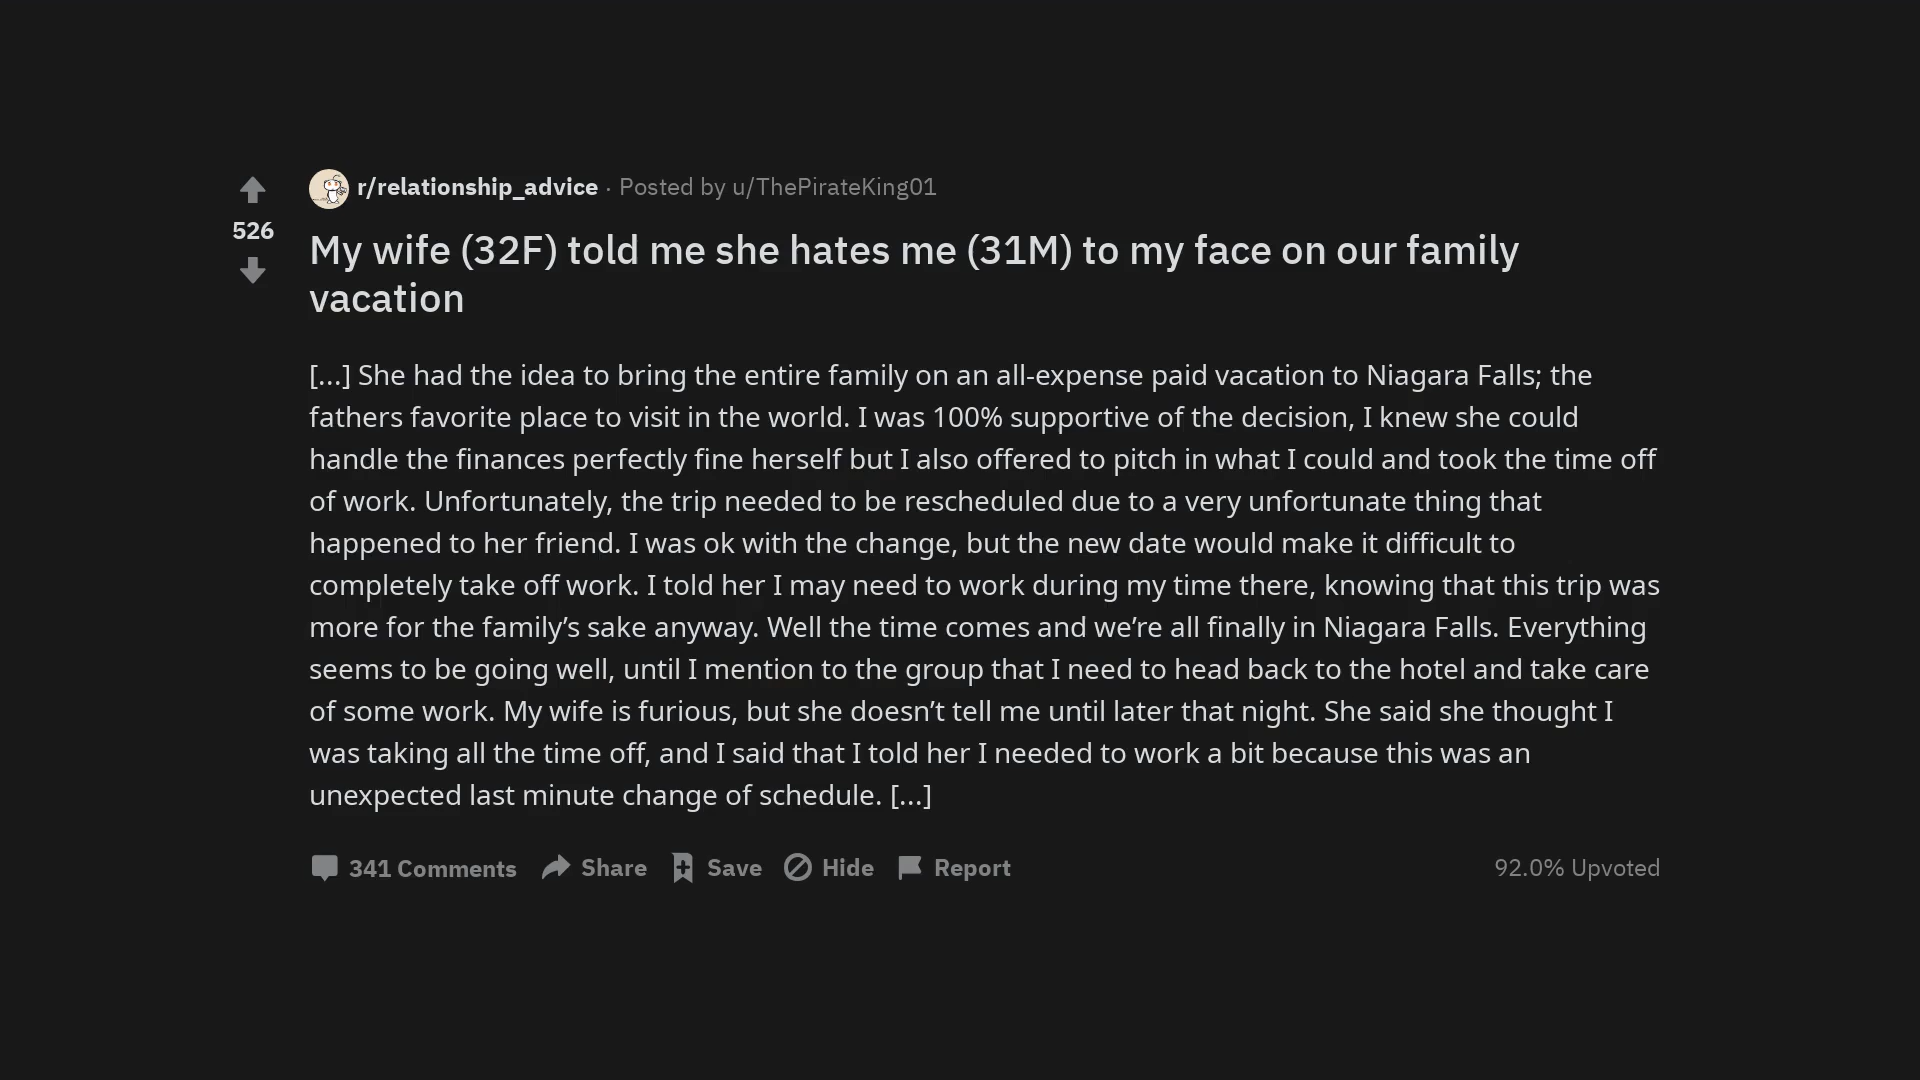 r/relationship_advice · Posted by u/ThePirateKing01
526
My wife (32F) told me she hates me (31M) to my face on our family
vacation
[...] She had the idea to bring the entire family on an all-expense paid vacation to Niagara Falls; the
fathers favorite place to visit in the world. I was 100% supportive of the decision, I knew she could
handle the finances perfectly fine herself but I also offered to pitch in what I could and took the time off
of work. Unfortunately, the trip needed to be rescheduled due to a very unfortunate thing that
happened to her friend. I was ok with the change, but the new date would make it difficult to
completely take off work. I told her I may need to work during my time there, knowing that this trip was
more for the family’s sake anyway. Well the time comes and we’re all finally in Niagara Falls. Everything
seems to be going well, until I mention to the group that I need to head back to the hotel and take care
of some work. My wife is furious, but she doesn’t tell me until later that night. She said she thought I
was taking all the time off, and I said that I told her I needed to work a bit because this was an
unexpected last minute change of schedule. [...]
341 Comments Share Save Hide Report 92.0% Upvoted